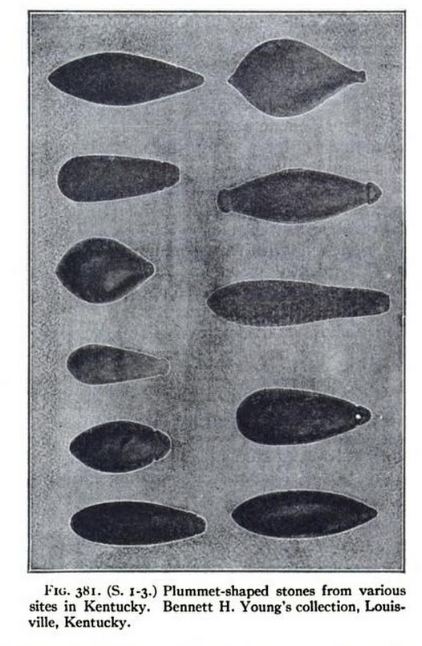 FIG. 381. (S. 1-3.) Plummet-shaped stones from various
sites in Kentucky. Bennett H. Young's collection, Louis-
ville, Kentucky.